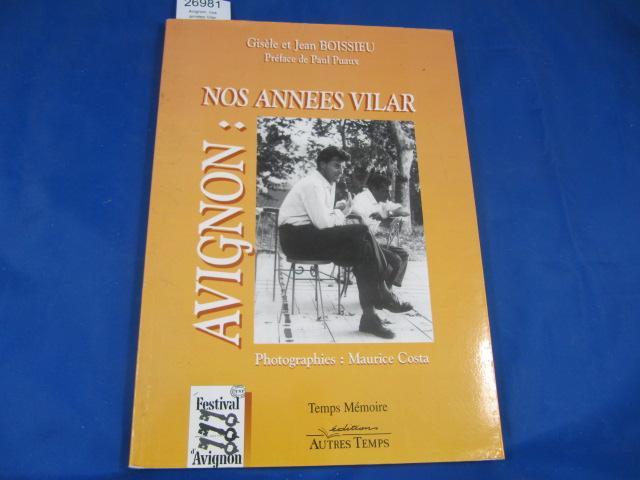 26981
Gisèle et Jean BOISSIEU
Préface de Paul Puaux
NOS ANNEES VILAR
AVIGNON :
Photographies : Maurice Costa
Festival
d'Avignon
Temps Mémoire
éditions
AUTRES TEMPS